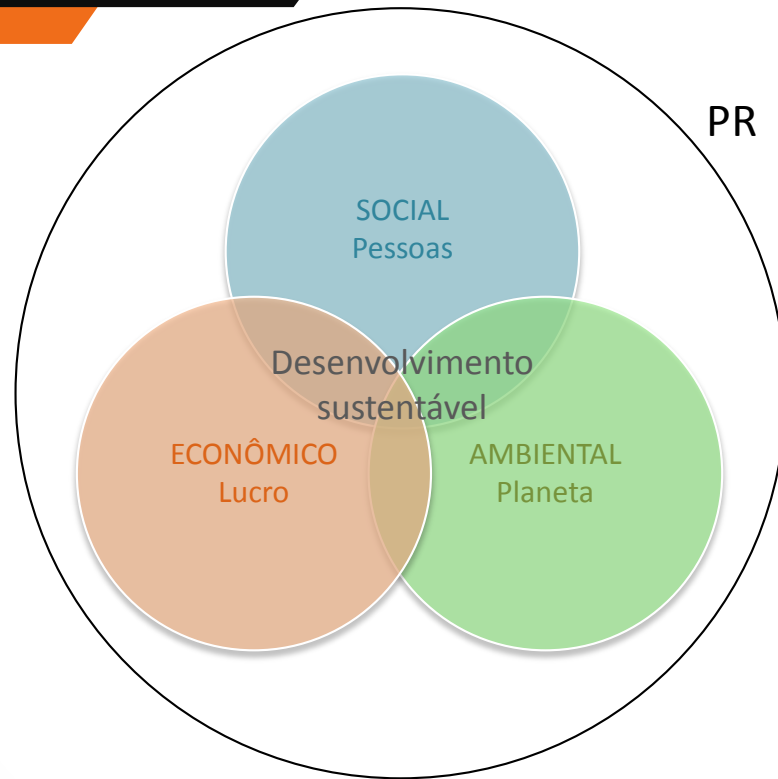 PR
SOCIAL
Pessoas
Desenvolvimento
sustentável
ECONÔMICO
Lucro
AMBIENTAL
Planeta